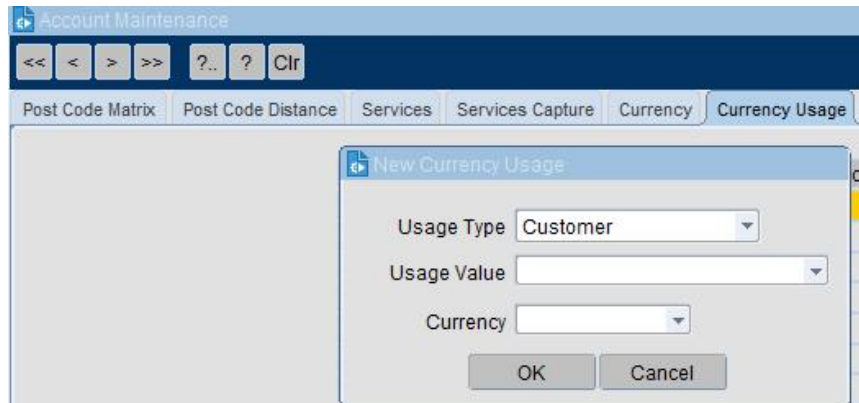 Account Maintenance
<< < > >> ?.. ? Clr
Post Code Matrix Post Code Distance Services Services Capture Currency Currency Usage
New Currency Usage
Usage Type Customer
Usage Value
Currency
OK Cancel